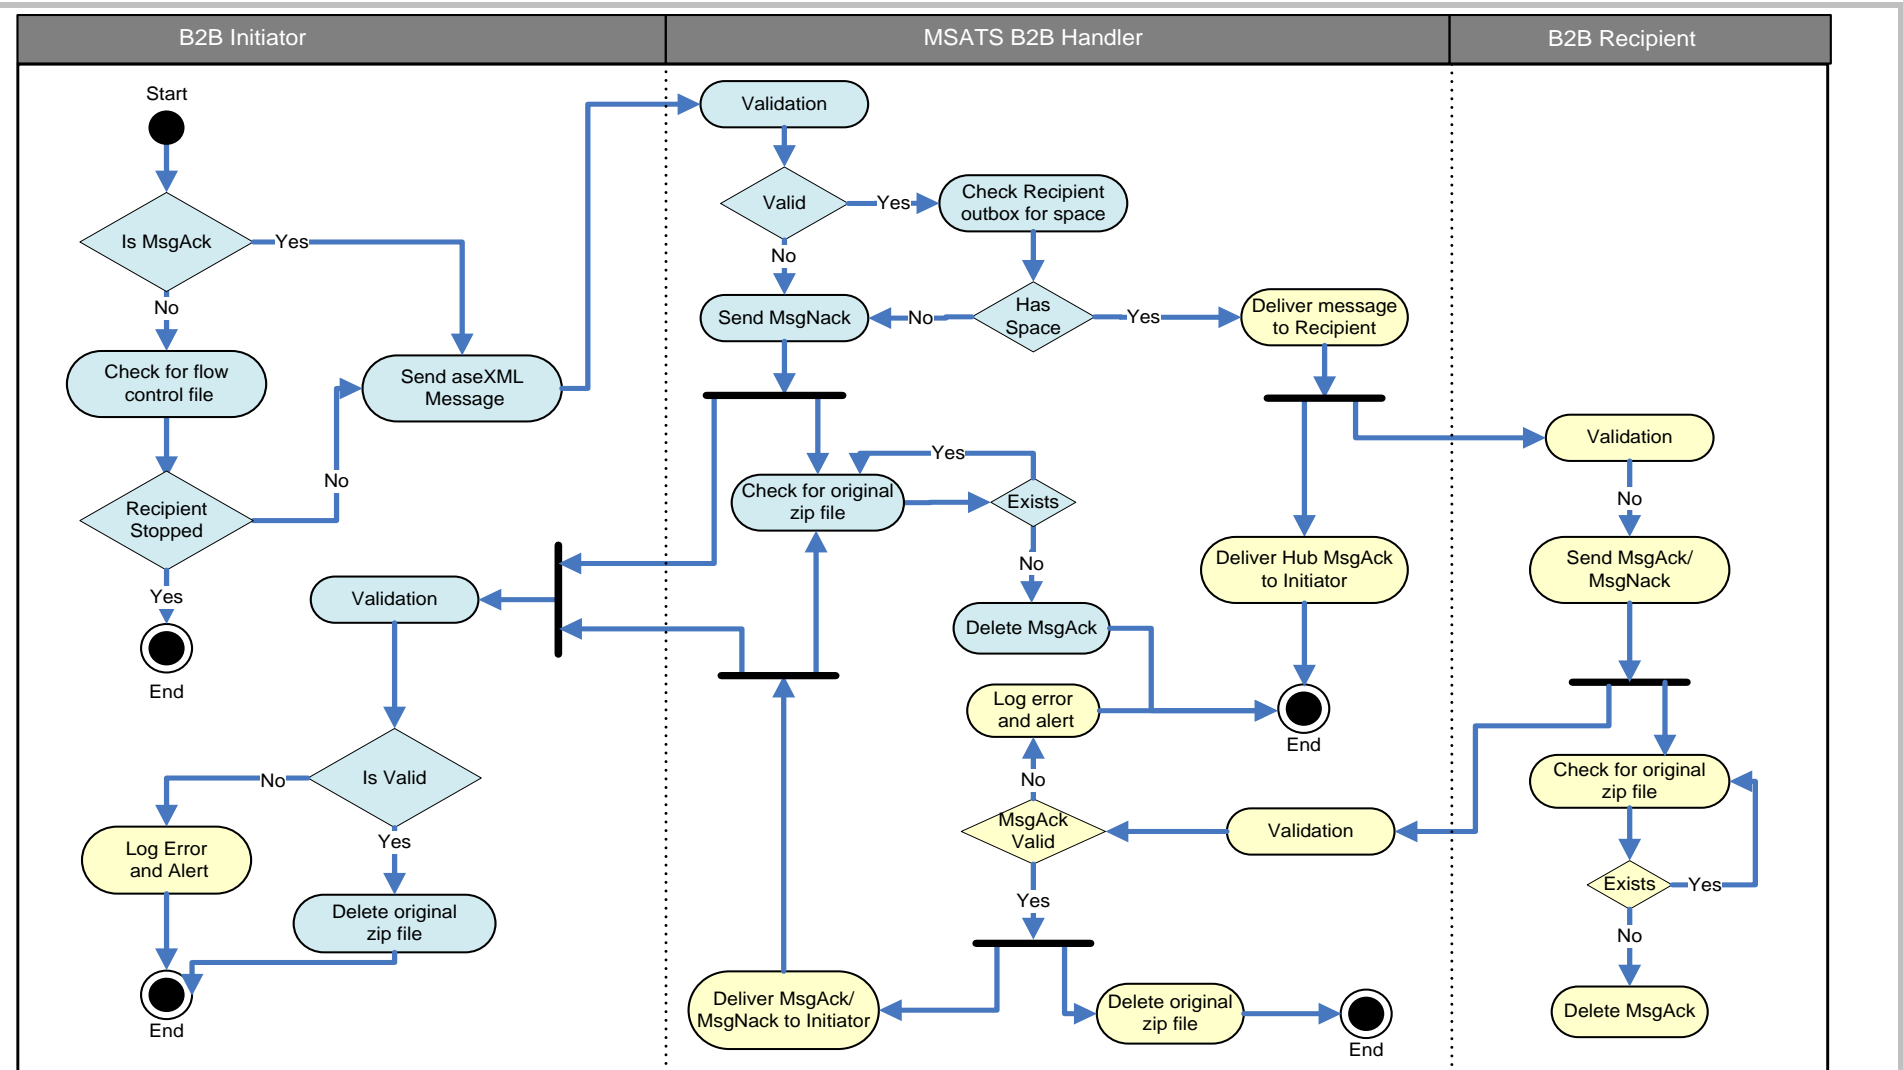 B2B Initiator
MSATS B2B Handler
B2B Recipient
Start
Is MsgAck
Yes
No
Check for flow
control file
Send aseXML
Message
No
Recipient
Stopped
Yes
End
Validation
Is Valid
No
Yes
Log Error
and Alert
Delete original
zip file
End
Validation
Valid
Yes
Check Recipient
outbox for space
No
Send MsgNack
No
Has
Space
Yes
Deliver message
to Recipient
Yes
Check for original
zip file
Exists
No
Deliver Hub MsgAck
to Initiator
Delete MsgAck
Log error
and alert
End
No
MsgAck
Valid
Validation
Yes
Deliver MsgAck/
MsgNack to Initiator
Delete original
zip file
End
Validation
No
Send MsgAck/
MsgNack
Check for original
zip file
Exists
Yes
No
Delete MsgAck